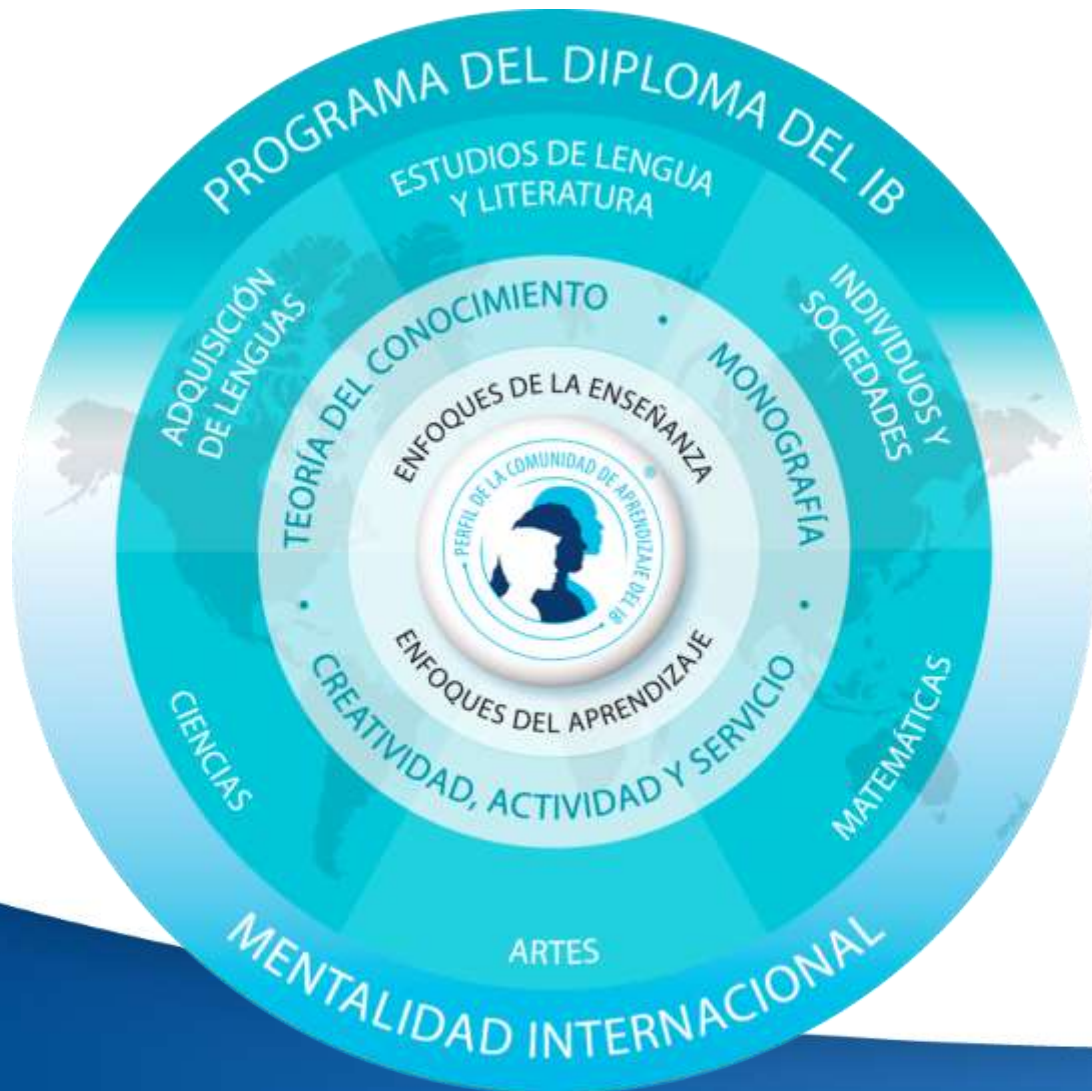 PROGRAMA DEL DIPLOMA DEL IB
ESTUDIOS DE LENGUA
Y LITERATURA
ADQUISICIÓN
DE LENGUAS
INDIVIDUOS Y
SOCIEDADES
TEORÍA DEL CONOCIMIENTO
•
MONOGRAFÍA
•
ENFOQUES DE LA ENSEÑANZA
• PERFIL DE LA COMUNIDAD DE APRENDIZAJE DEL IB •
®
ENFOQUES DEL APRENDIZAJE
•
CREATIVIDAD, ACTIVIDAD Y SERVICIO
CIENCIAS
MATEMÁTICAS
ARTES
MENTALIDAD INTERNACIONAL